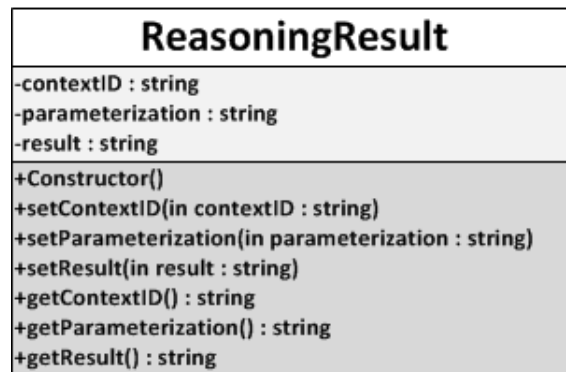 ReasoningResult
-contextID : string
-parameterization : string
-result : string
+Constructor()
+setContextID(in contextID : string)
+setParameterization(in parameterization : string)
+setResult(in result : string)
+getContextID() : string
+getParameterization() : string
+getResult() : string